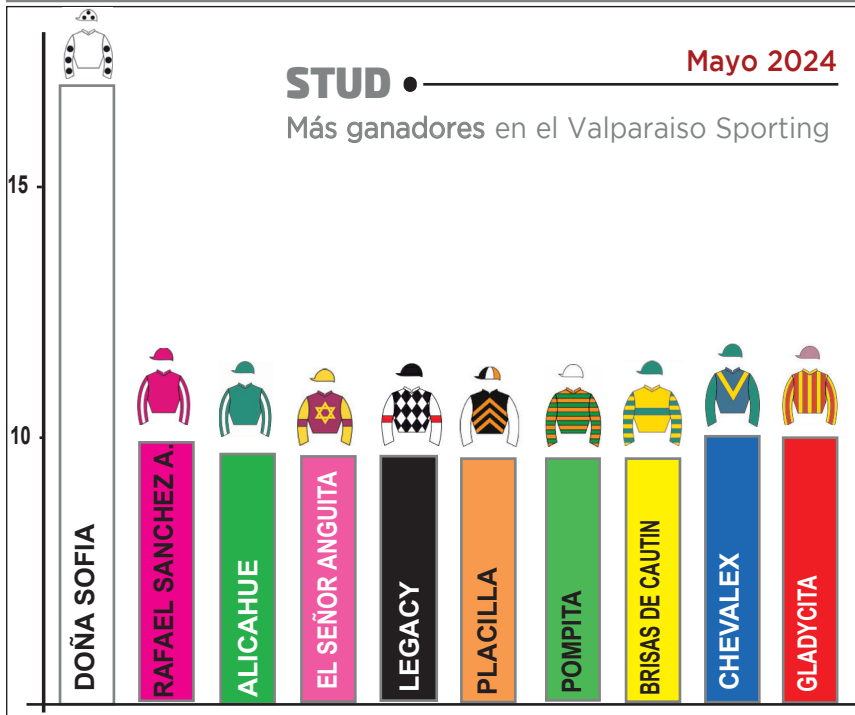 Mayo 2024
STUD
Más ganadores en el Valparaiso Sporting
15
10
DOÑA SOFIA
RAFAEL SANCHEZ A.
ALICAHUE
EL SEÑOR ANGUITA
LEGACY
PLACILLA
POMPITA
BRISAS DE CAUTIN
CHEVALEX
GLADYCITA